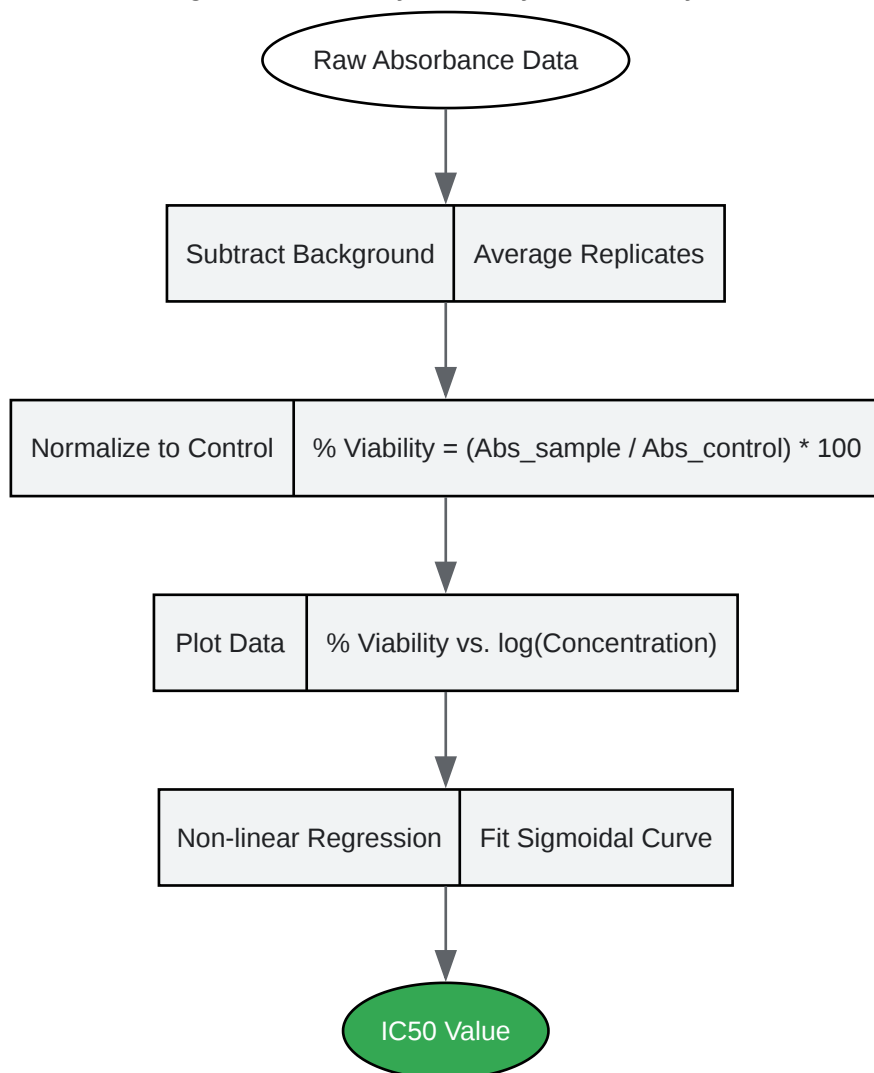 Raw Absorbance Data
Subtract Background
Average Replicates
Normalize to Control
% Viability = (Abs_sample / Abs_control) * 100
Plot Data
% Viability vs. log(Concentration)
Non-linear Regression
Fit Sigmoidal Curve
IC50 Value